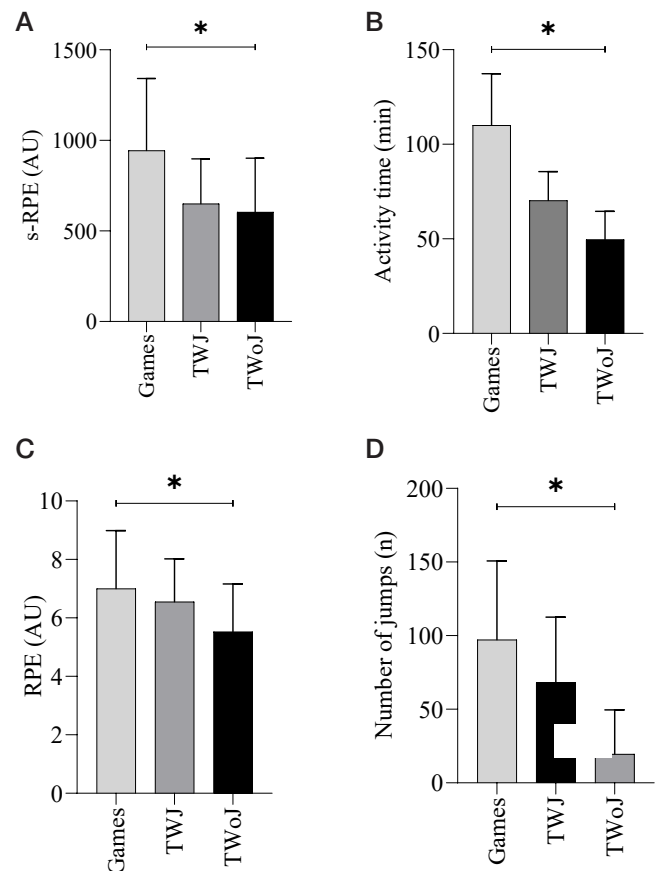 A
*
1500
1000
500
0
s-RPE (AU)
Games
TWJ
TWoJ
B
*
150
100
50
0
Activity time (min)
Games
TWJ
TWoJ
C
*
10
8
6
4
2
0
RPE (AU)
Games
TWJ
TWoJ
D
*
200
150
100
50
0
Number of jumps (n)
Games
TWJ
TWoJ